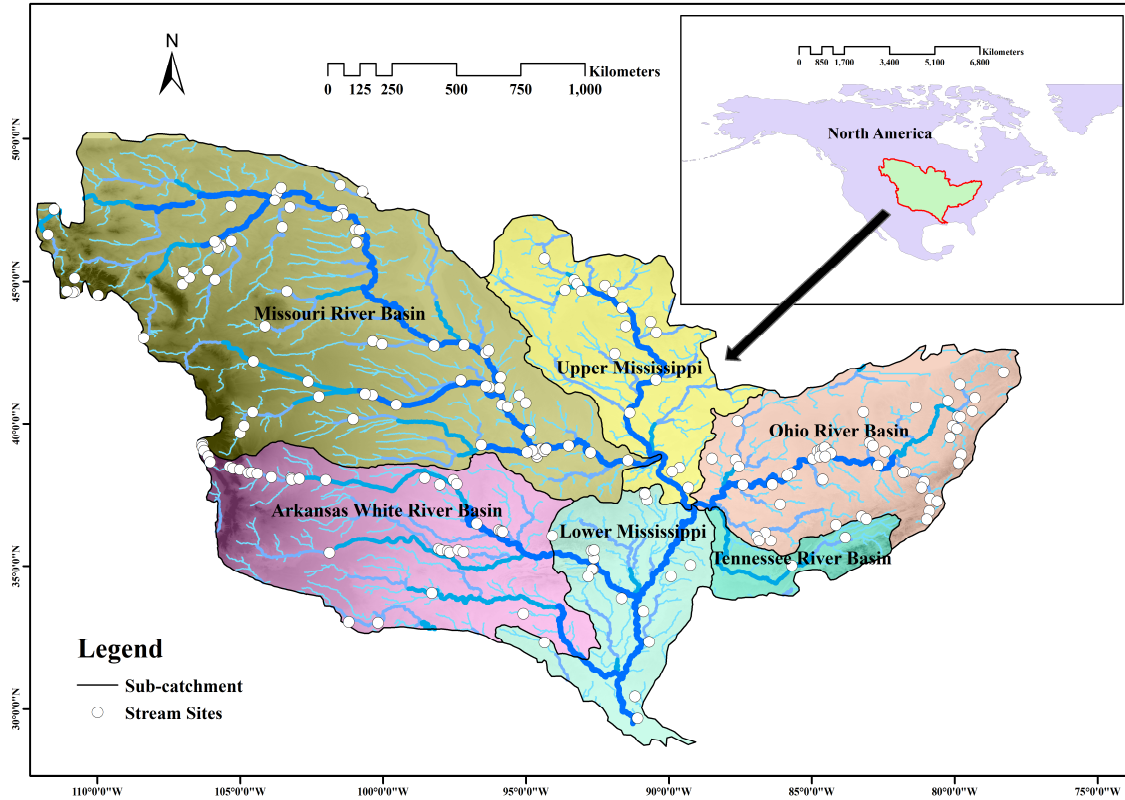 N
Kilometers
0 125 250 500 750 1,000
Kilometers
0 850 1,700 3,400 5,100 6,800
North America
Missouri River Basin
Upper Mississippi
Ohio River Basin
Arkansas White River Basin
Lower Mississippi
Tennessee River Basin
Legend
Sub-catchment
Stream Sites
50°0'0"N
45°0'0"N
40°0'0"N
35°0'0"N
30°0'0"N
110°0'0"W 105°0'0"W 100°0'0"W 95°0'0"W 90°0'0"W 85°0'0"W 80°0'0"W 75°0'0"W